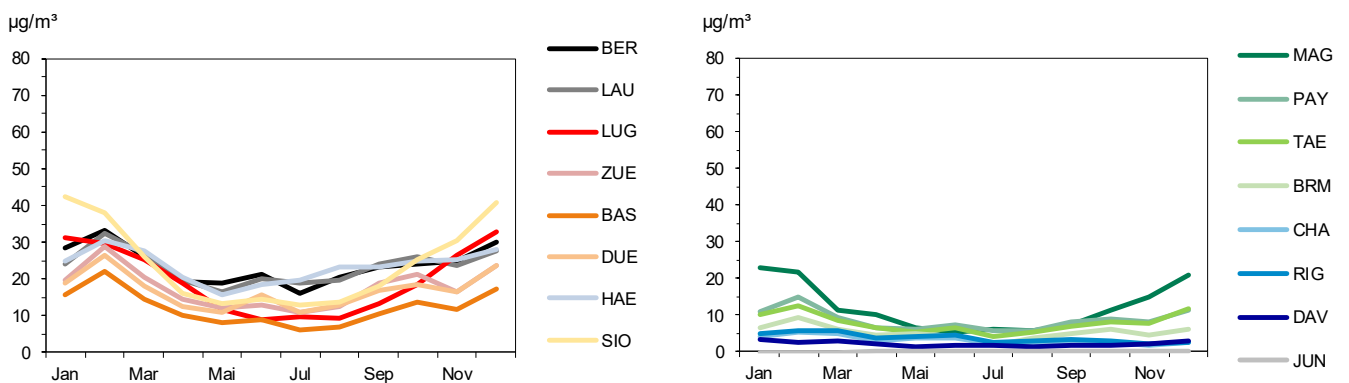 µg/m³
80
70
60
50
40
30
20
10
0
Jan Mar Mai Jul Sep Nov
BER
LAU
LUG
ZUE
BAS
DUE
HAE
SIO
µg/m³
80
70
60
50
40
30
20
10
0
Jan Mar Mai Jul Sep Nov
MAG
PAY
TAE
BRM
CHA
RIG
DAV
JUN